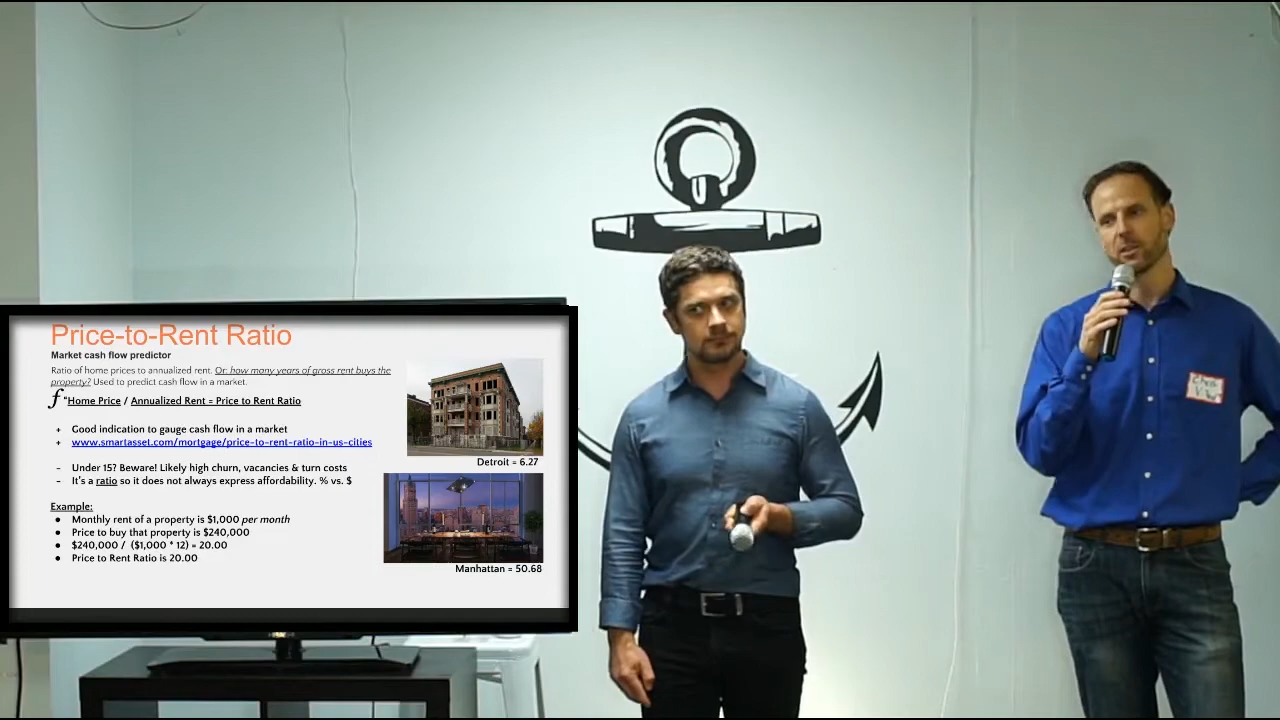 Price-to-Rent Ratio
Market cash flow predictor
Ratio of home prices to annualized rent. Or: how many years of gross rent buys the
property? Used to predict cash flow in a market.
ƒ "Home Price / Annualized Rent = Price to Rent Ratio
+ Good indication to gauge cash flow in a market
+ www.smartasset.com/mortgage/price-to-rent-ratio-in-us-cities
- Under 15? Beware! Likely high churn, vacancies & turn costs
- It's a ratio so it does not always express affordability. % vs. $
Example:
● Monthly rent of a property is $1,000 per month
● Price to buy that property is $240,000
● $240,000 / ($1,000 * 12) = 20.00
● Price to Rent Ratio is 20.00
Detroit = 6.27
Manhattan = 50.68
Chris